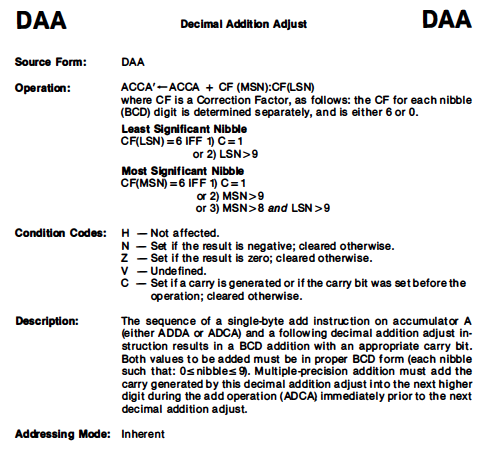 DAA Decimal Addition Adjust DAA
Source Form: DAA
Operation: ACCA'←ACCA + CF (MSN):CF(LSN)
where CF is a Correction Factor, as follows: the CF for each nibble
(BCD) digit is determined separately, and is either 6 or 0.
Least Significant Nibble
CF(LSN)=6 IFF 1) C=1
or 2) LSN>9
Most Significant Nibble
CF(MSN)=6 IFF 1) C=1
or 2) MSN>9
or 3) MSN>8 and LSN>9
Condition Codes: H — Not affected.
N — Set if the result is negative; cleared otherwise.
Z — Set if the result is zero; cleared otherwise.
V — Undefined.
C — Set if a carry is generated or if the carry bit was set before the
operation; cleared otherwise.
Description: The sequence of a single-byte add instruction on accumulator A
(either ADDA or ADCA) and a following decimal addition adjust in-
struction results in a BCD addition with an appropriate carry bit.
Both values to be added must be in proper BCD form (each nibble
such that: 0≤nibble≤9). Multiple-precision addition must add the
carry generated by this decimal addition adjust into the next higher
digit during the add operation (ADCA) immediately prior to the next
decimal addition adjust.
Addressing Mode: Inherent